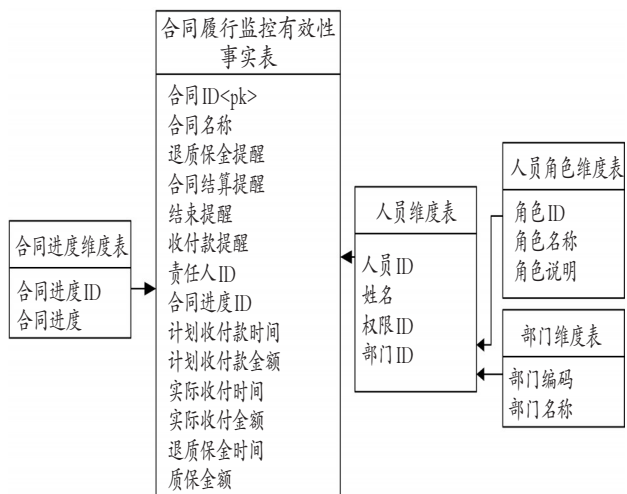 合同履行监控有效性
事实表
合同ID<pk>
合同名称
退质保金提醒
合同结算提醒
结束提醒
收付款提醒
责任人ID
合同进度ID
计划收付款时间
计划收付款金额
实际收付时间
实际收付金额
退质保金时间
质保金额
合同进度维度表
合同进度ID
合同进度
人员维度表
人员ID
姓名
权限ID
部门ID
人员角色维度表
角色ID
角色名称
角色说明
部门维度表
部门编码
部门名称